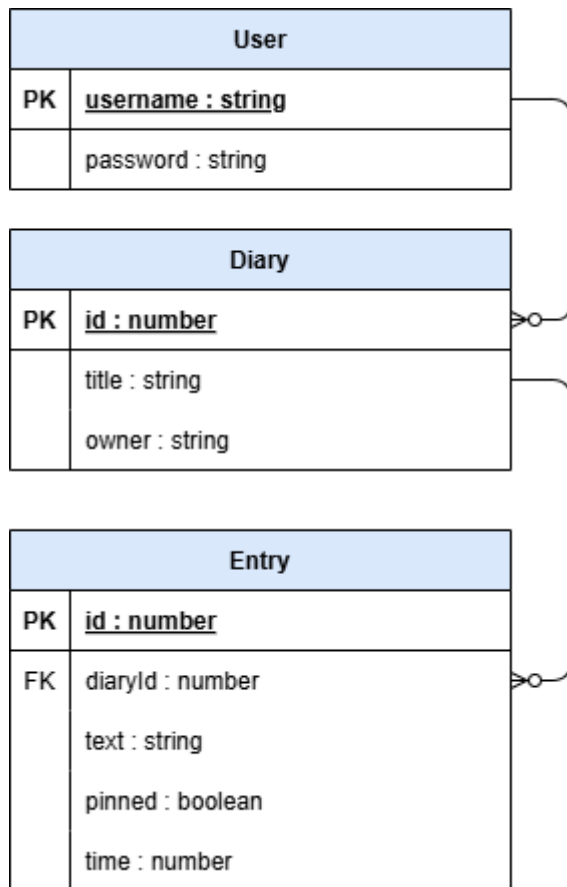 User
PK username : string
password : string
Diary
PK id : number
title : string
owner : string
Entry
PK id : number
FK diaryId : number
text : string
pinned : boolean
time : number